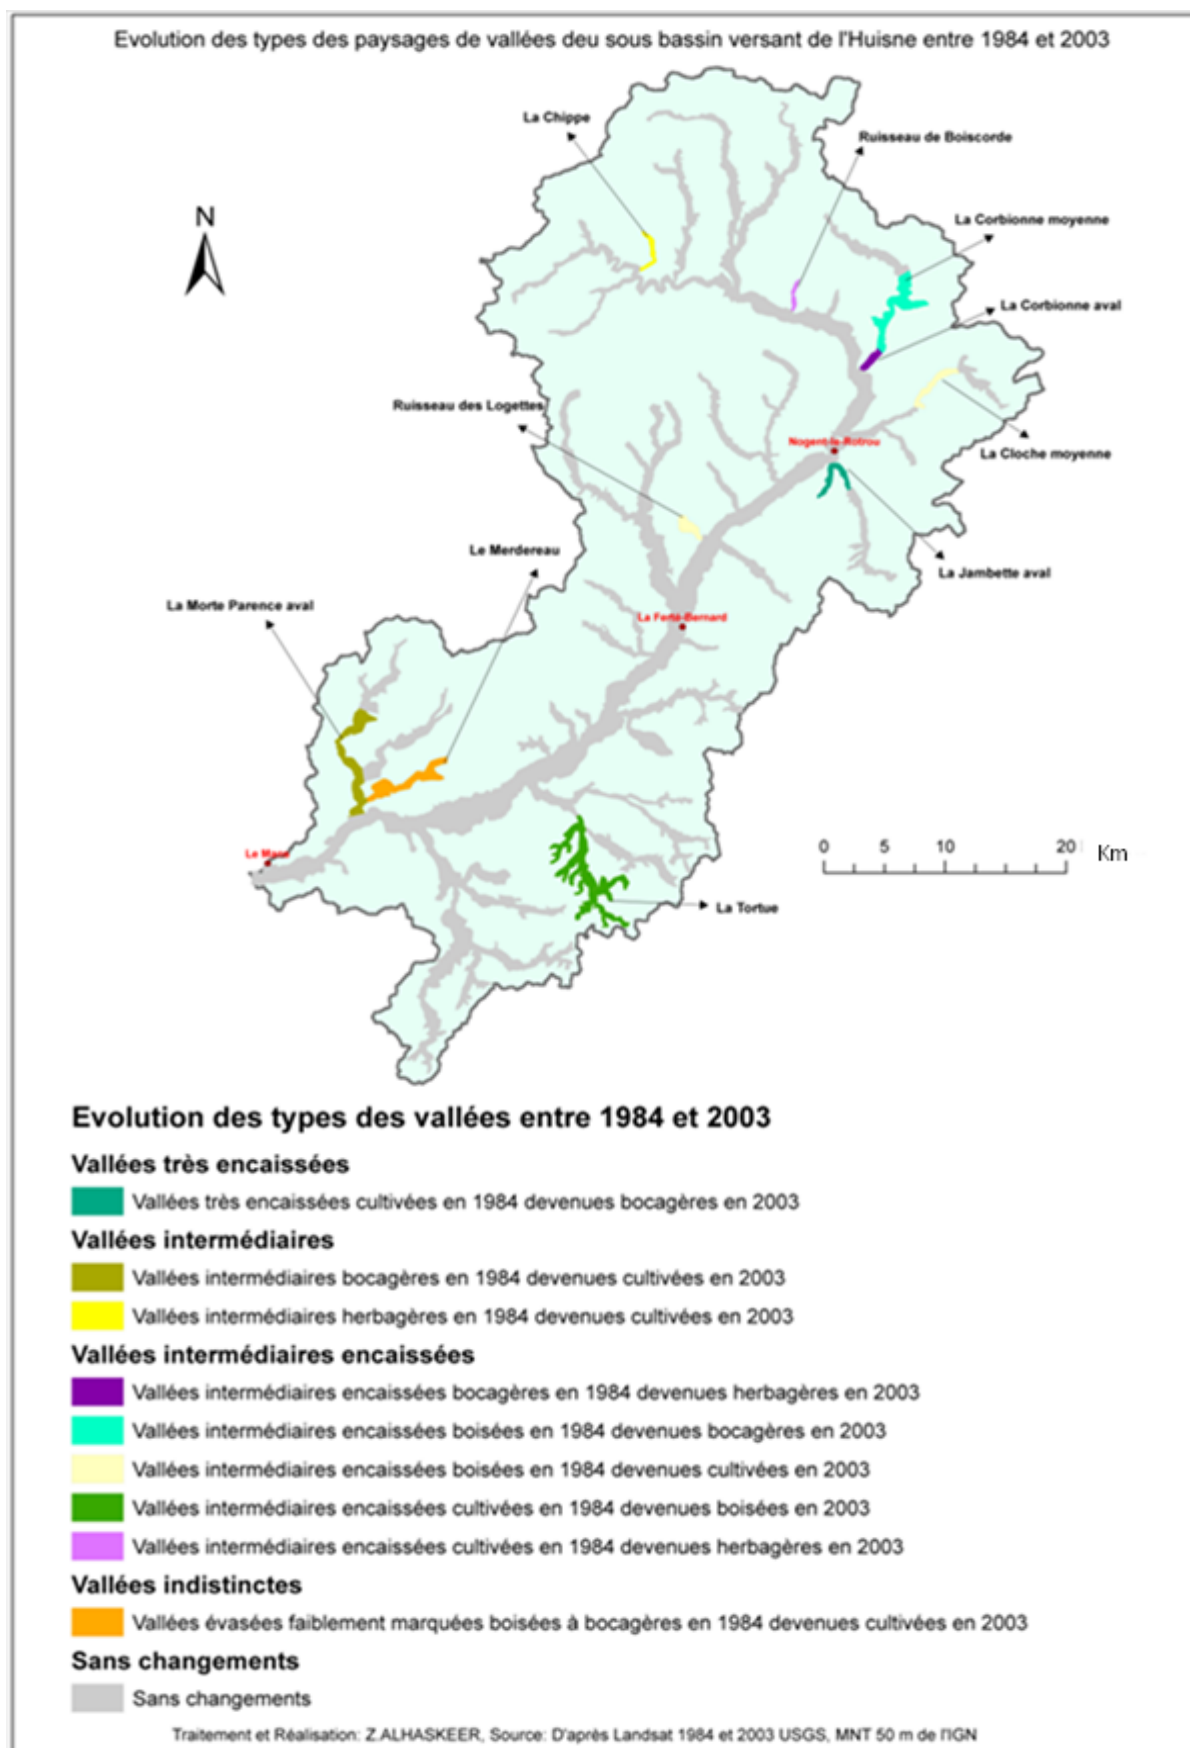 Evolution des types des paysages de vallées deu sous bassin versant de l'Huisne entre 1984 et 2003
La Chippe
Ruisseau de Boiscorde
N
La Corbionne moyenne
La Corbionne aval
Ruisseau des Logettes
Nogent-le-Rotrou
La Cloche moyenne
Le Merdereau
La Jambette aval
La Morte Parence aval
La Ferté-Bernard
0 5 10 20 Km
Le Mans
La Tortue
Evolution des types des vallées entre 1984 et 2003
Vallées très encaissées
Vallées très encaissées cultivées en 1984 devenues bocagères en 2003
Vallées intermédiaires
Vallées intermédiaires bocagères en 1984 devenues cultivées en 2003
Vallées intermédiaires herbagères en 1984 devenues cultivées en 2003
Vallées intermédiaires encaissées
Vallées intermédiaires encaissées bocagères en 1984 devenues herbagères en 2003
Vallées intermédiaires encaissées boisées en 1984 devenues bocagères en 2003
Vallées intermédiaires encaissées boisées en 1984 devenues cultivées en 2003
Vallées intermédiaires encaissées cultivées en 1984 devenues boisées en 2003
Vallées intermédiaires encaissées cultivées en 1984 devenues herbagères en 2003
Vallées indistinctes
Vallées évasées faiblement marquées boisées à bocagères en 1984 devenues cultivées en 2003
Sans changements
Sans changements
Traitement et Réalisation: Z.ALHASKEER, Source: D'après Landsat 1984 et 2003 USGS, MNT 50 m de l'IGN